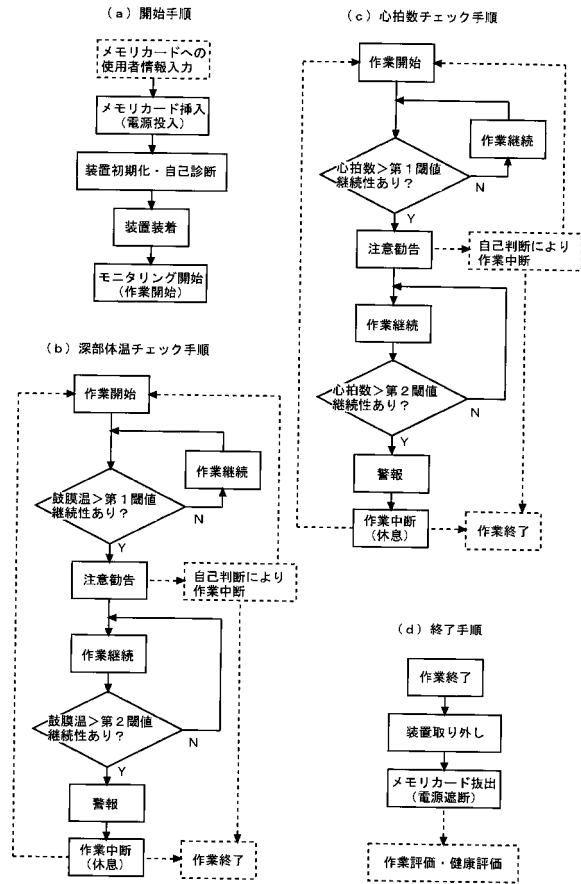 (a) 開始手順
メモリカードへの
使用者情報入力
メモリカード挿入
(電源投入)
装置初期化・自己診断
装置装着
モニタリング開始
(作業開始)
(b) 深部体温チェック手順
作業開始
作業継続
鼓膜温>第1閾値
継続性あり?
N
Y
注意勧告
自己判断により
作業中断
作業継続
鼓膜温>第2閾値
継続性あり?
N
Y
警報
作業中断
(休息)
作業終了
(c) 心拍数チェック手順
作業開始
作業継続
心拍数>第1閾値
継続性あり?
N
Y
注意勧告
自己判断により
作業中断
作業継続
心拍数>第2閾値
継続性あり?
N
Y
警報
作業中断
(休息)
作業終了
(d) 終了手順
作業終了
装置取り外し
メモリカード抜出
(電源遮断)
作業評価・健康評価